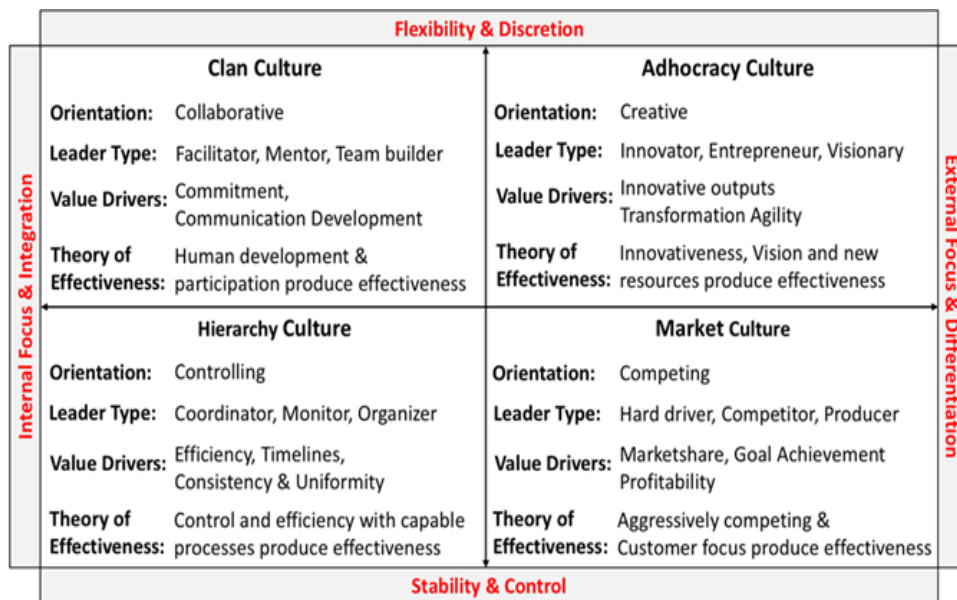 Flexibility & Discretion
Internal Focus & Integration
Clan Culture
Orientation: Collaborative
Leader Type: Facilitator, Mentor, Team builder
Value Drivers: Commitment,
Communication Development
Theory of Human development &
Effectiveness: participation produce effectiveness
Adhocracy Culture
Orientation: Creative
Leader Type: Innovator, Entrepreneur, Visionary
Value Drivers: Innovative outputs
Transformation Agility
Theory of Innovativeness, Vision and new
Effectiveness: resources produce effectiveness
Hierarchy Culture
Orientation: Controlling
Leader Type: Coordinator, Monitor, Organizer
Value Drivers: Efficiency, Timelines,
Consistency & Uniformity
Theory of Control and efficiency with capable
Effectiveness: processes produce effectiveness
Market Culture
Orientation: Competing
Leader Type: Hard driver, Competitor, Producer
Value Drivers: Marketshare, Goal Achievement
Profitability
Theory of Aggressively competing &
Effectiveness: Customer focus produce effectiveness
External Focus & Differentiation
Stability & Control